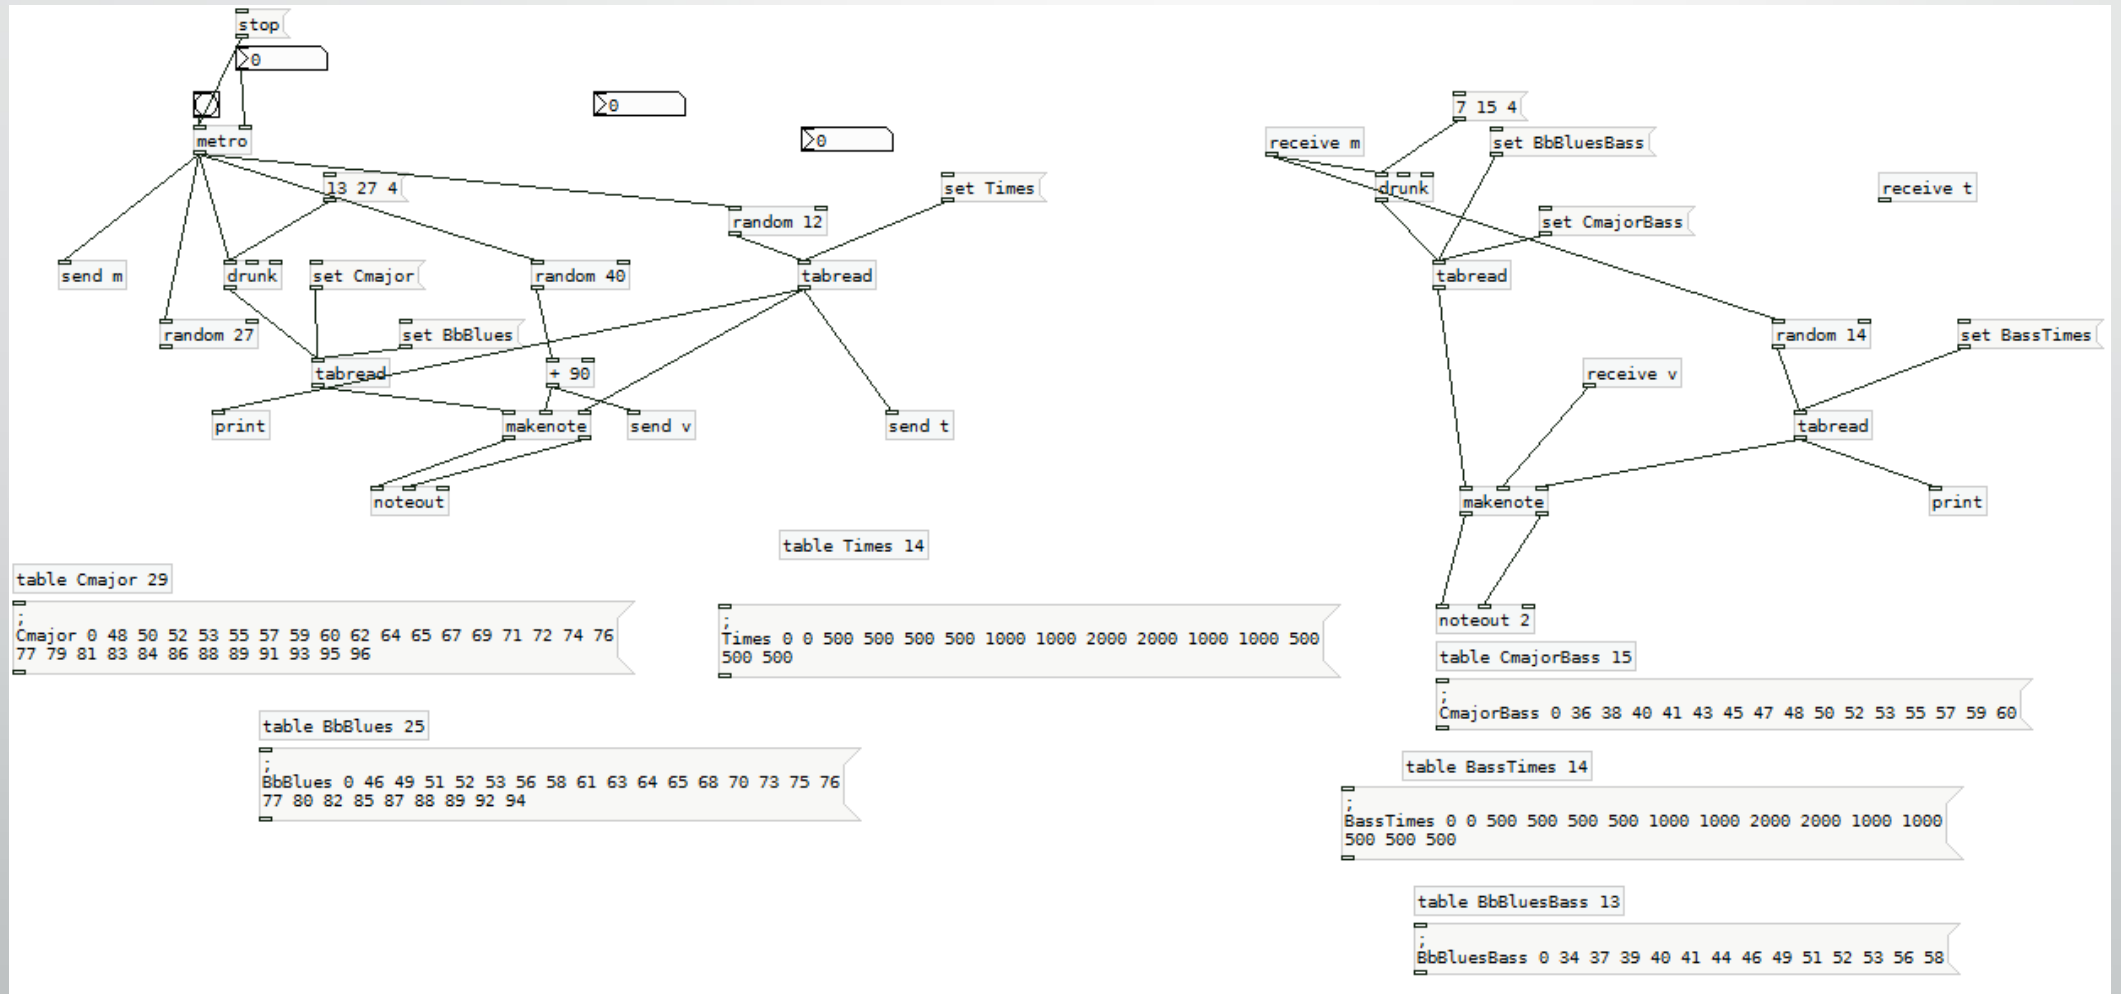 stop
0
0
0
metro
13 27 4
set Times
random 12
send m
drunk
set Cmajor
random 40
tabread
random 27
set BbBlues
tabread
+ 90
print
makenote
send v
send t
noteout
table Times 14
table Cmajor 29
;
Cmajor 0 48 50 52 53 55 57 59 60 62 64 65 67 69 71 72 74 76
77 79 81 83 84 86 88 89 91 93 95 96
;
Times 0 0 500 500 500 500 1000 1000 2000 2000 1000 1000 500
500 500
table BbBlues 25
;
BbBlues 0 46 49 51 52 53 56 58 61 63 64 65 68 70 73 75 76
77 80 82 85 87 88 89 92 94
7 15 4
receive m
set BbBluesBass
drunk
receive t
set CmajorBass
tabread
random 14
set BassTimes
receive v
tabread
makenote
print
noteout 2
table CmajorBass 15
;
CmajorBass 0 36 38 40 41 43 45 47 48 50 52 53 55 57 59 60
table BassTimes 14
;
BassTimes 0 0 500 500 500 500 1000 1000 2000 2000 1000 1000
500 500 500
table BbBluesBass 13
;
BbBluesBass 0 34 37 39 40 41 44 46 49 51 52 53 56 58